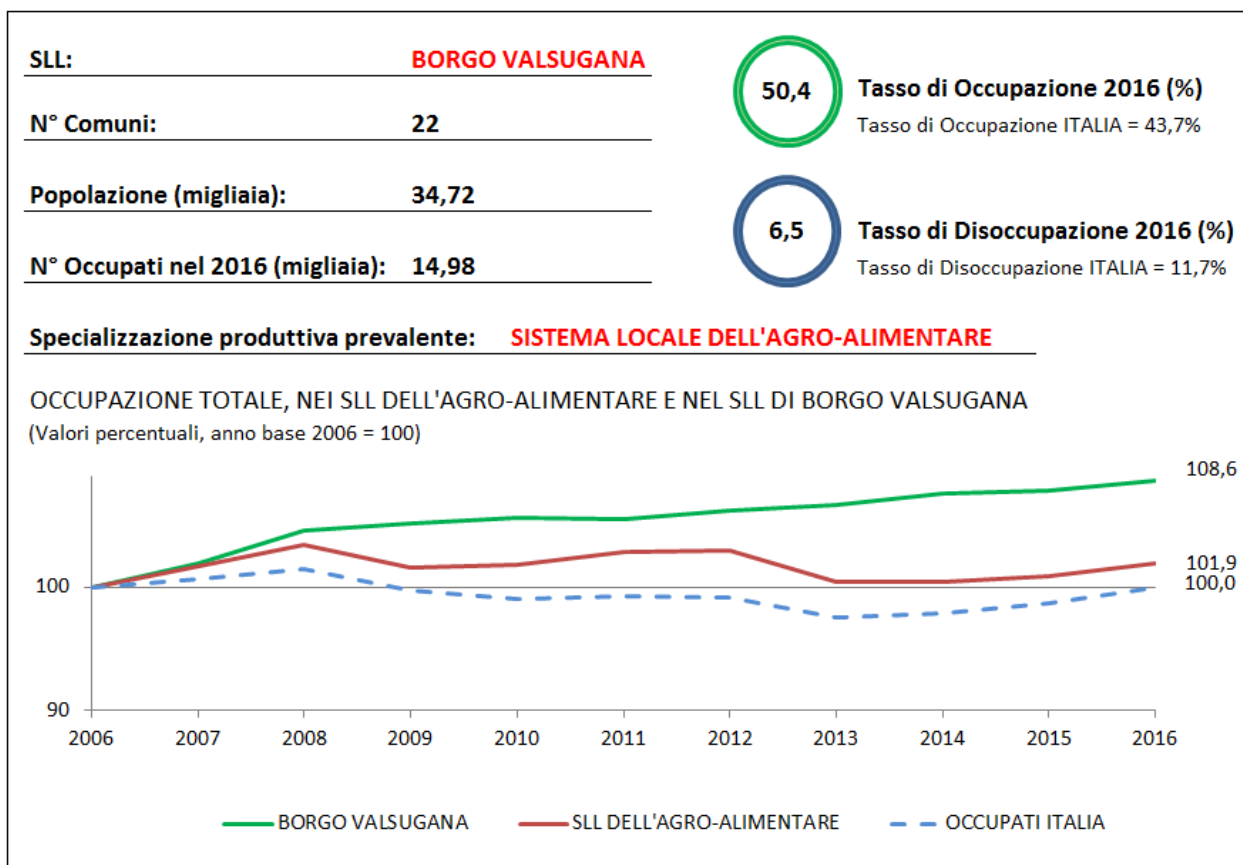 SLL: BORGO VALSUGANA
N° Comuni: 22
Popolazione (migliaia): 34,72
N° Occupati nel 2016 (migliaia): 14,98
50,4 Tasso di Occupazione 2016 (%)
Tasso di Occupazione ITALIA = 43,7%
6,5 Tasso di Disoccupazione 2016 (%)
Tasso di Disoccupazione ITALIA = 11,7%
Specializzazione produttiva prevalente: SISTEMA LOCALE DELL'AGRO-ALIMENTARE
OCCUPAZIONE TOTALE, NEI SLL DELL'AGRO-ALIMENTARE E NEL SLL DI BORGO VALSUGANA
(Valori percentuali, anno base 2006 = 100)
108,6
101,9
100 100,0
90
2006 2007 2008 2009 2010 2011 2012 2013 2014 2015 2016
BORGO VALSUGANA SLL DELL'AGRO-ALIMENTARE OCCUPATI ITALIA